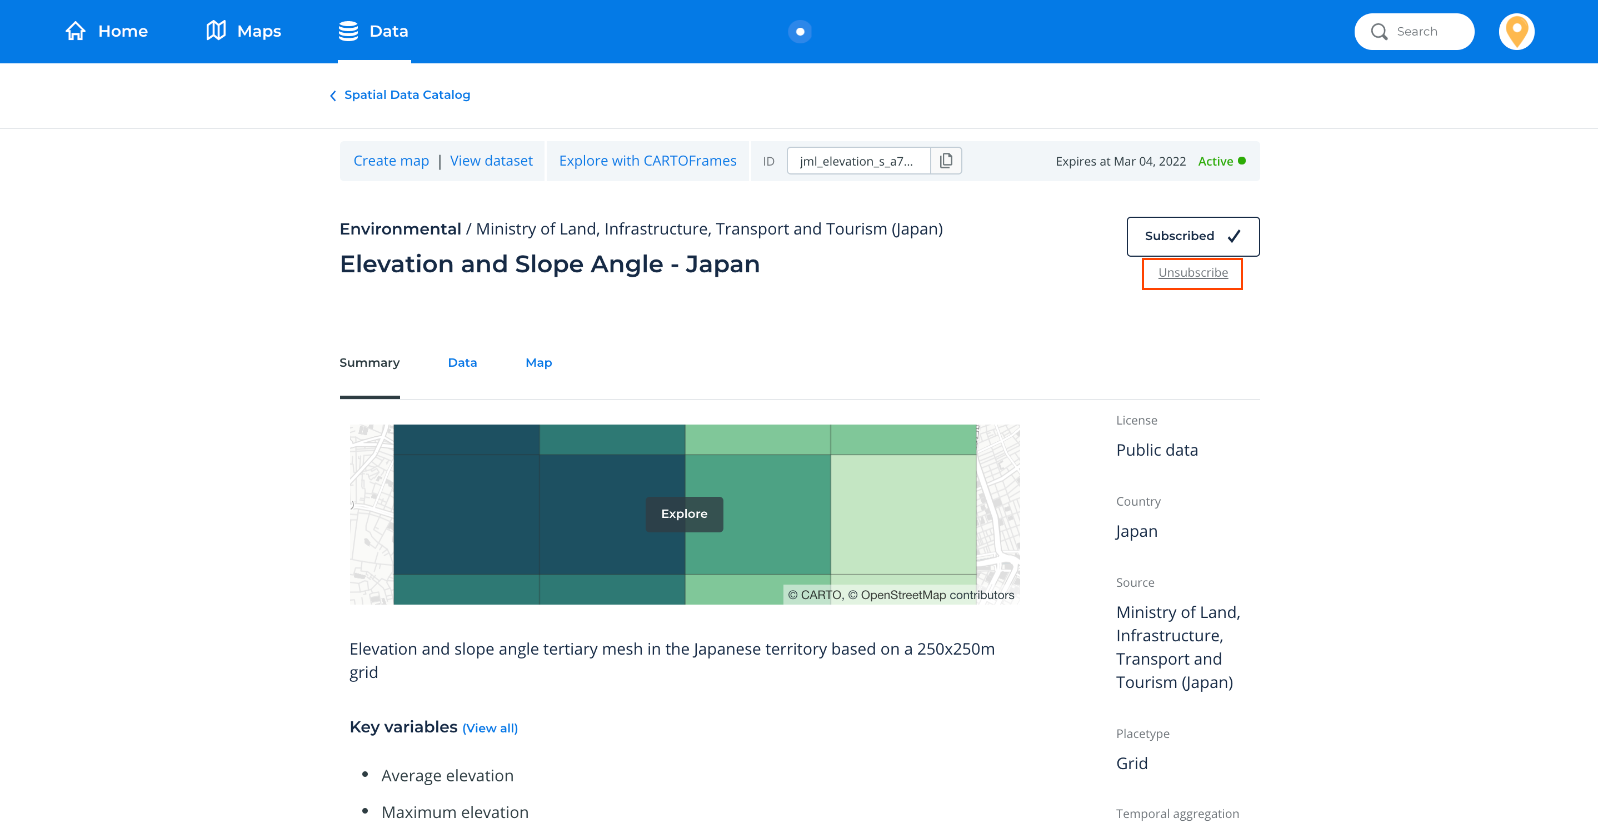 Home Maps Data Search
Spatial Data Catalog
Create map | View dataset Explore with CARTOFrames ID jml_elevation_s_a7... Expires at Mar 04, 2022 Active
Environmental / Ministry of Land, Infrastructure, Transport and Tourism (Japan)
Subscribed
Elevation and Slope Angle - Japan
Unsubscribe
Summary Data Map
Explore
© CARTO, © OpenStreetMap contributors
Elevation and slope angle tertiary mesh in the Japanese territory based on a 250x250m
grid
Key variables (View all)
Average elevation
Maximum elevation
License
Public data
Country
Japan
Source
Ministry of Land,
Infrastructure,
Transport and
Tourism (Japan)
Placetype
Grid
Temporal aggregation